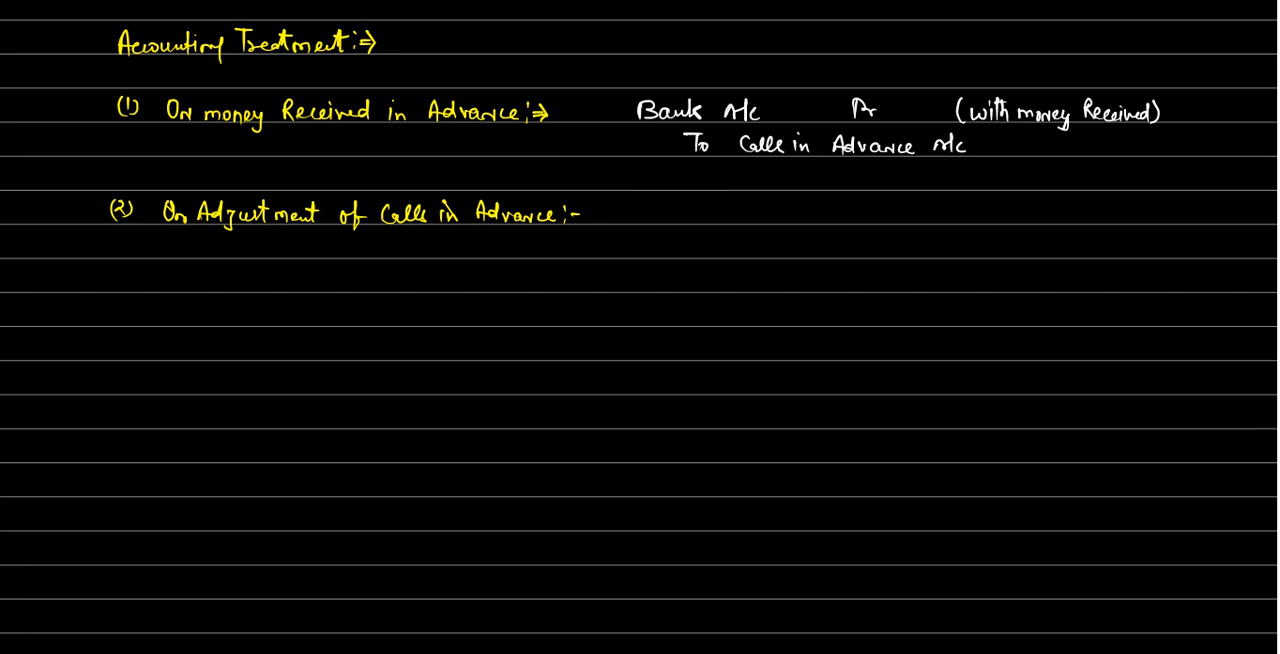 Accounting Treatment:⇒
(1) On money Received in Advance:⇒ Bank A/c Dr (with money Received)
To Calls in Advance A/c
(2) On Adjustment of Calls in Advance:-